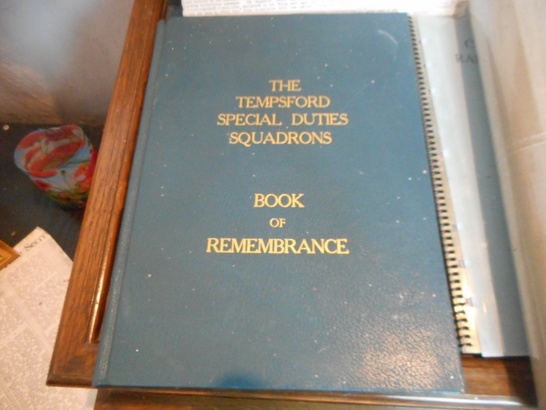 THE
TEMPSFORD
SPECIAL DUTIES
SQUADRONS
BOOK
OF
REMEMBRANCE